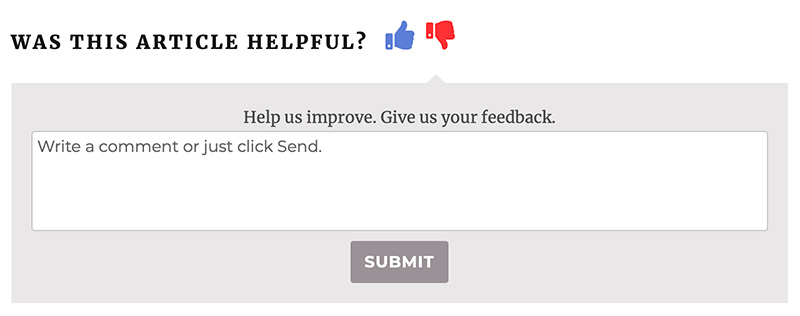 WAS THIS ARTICLE HELPFUL?
Help us improve. Give us your feedback.
Write a comment or just click Send.
SUBMIT